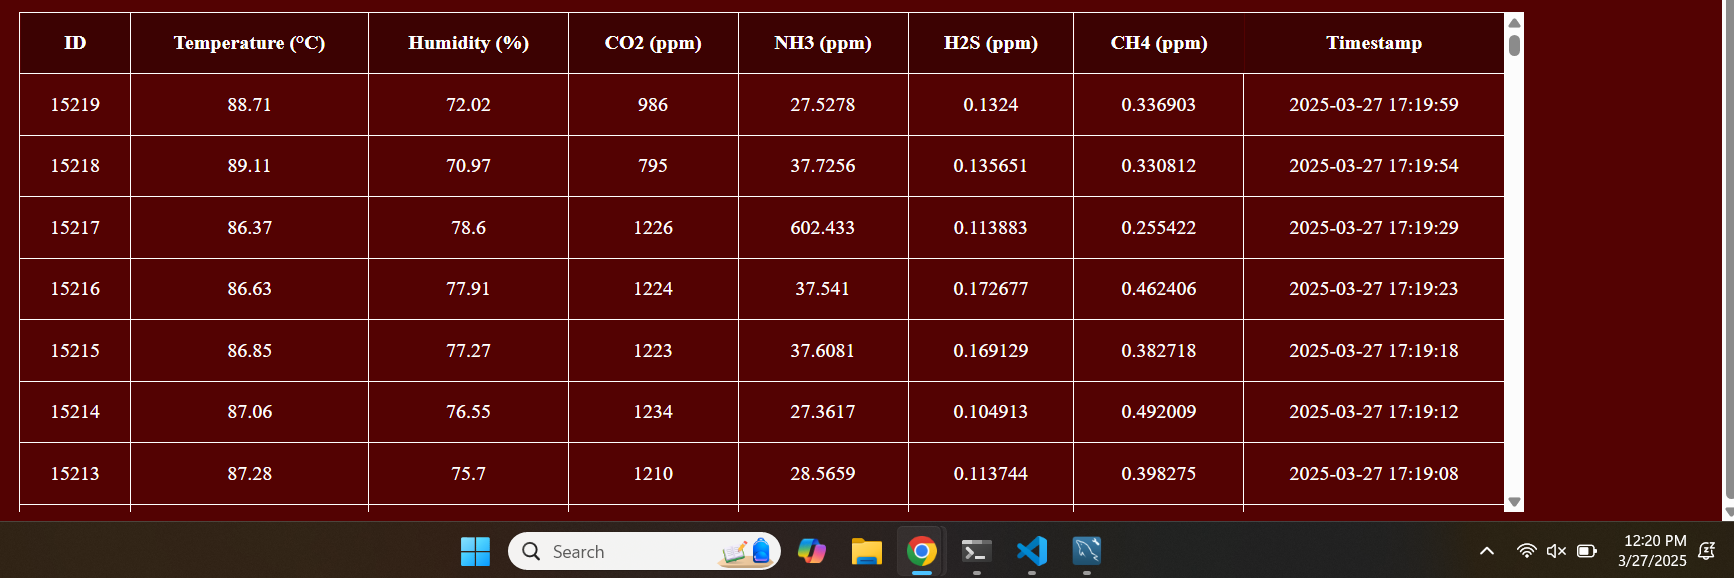 ID Temperature (°C) Humidity (%) CO2 (ppm) NH3 (ppm) H2S (ppm) CH4 (ppm) Timestamp
15219 88.71 72.02 986 27.5278 0.1324 0.336903 2025-03-27 17:19:59
15218 89.11 70.97 795 37.7256 0.135651 0.330812 2025-03-27 17:19:54
15217 86.37 78.6 1226 602.433 0.113883 0.255422 2025-03-27 17:19:29
15216 86.63 77.91 1224 37.541 0.172677 0.462406 2025-03-27 17:19:23
15215 86.85 77.27 1223 37.6081 0.169129 0.382718 2025-03-27 17:19:18
15214 87.06 76.55 1234 27.3617 0.104913 0.492009 2025-03-27 17:19:12
15213 87.28 75.7 1210 28.5659 0.113744 0.398275 2025-03-27 17:19:08
Search
12:20 PM
3/27/2025